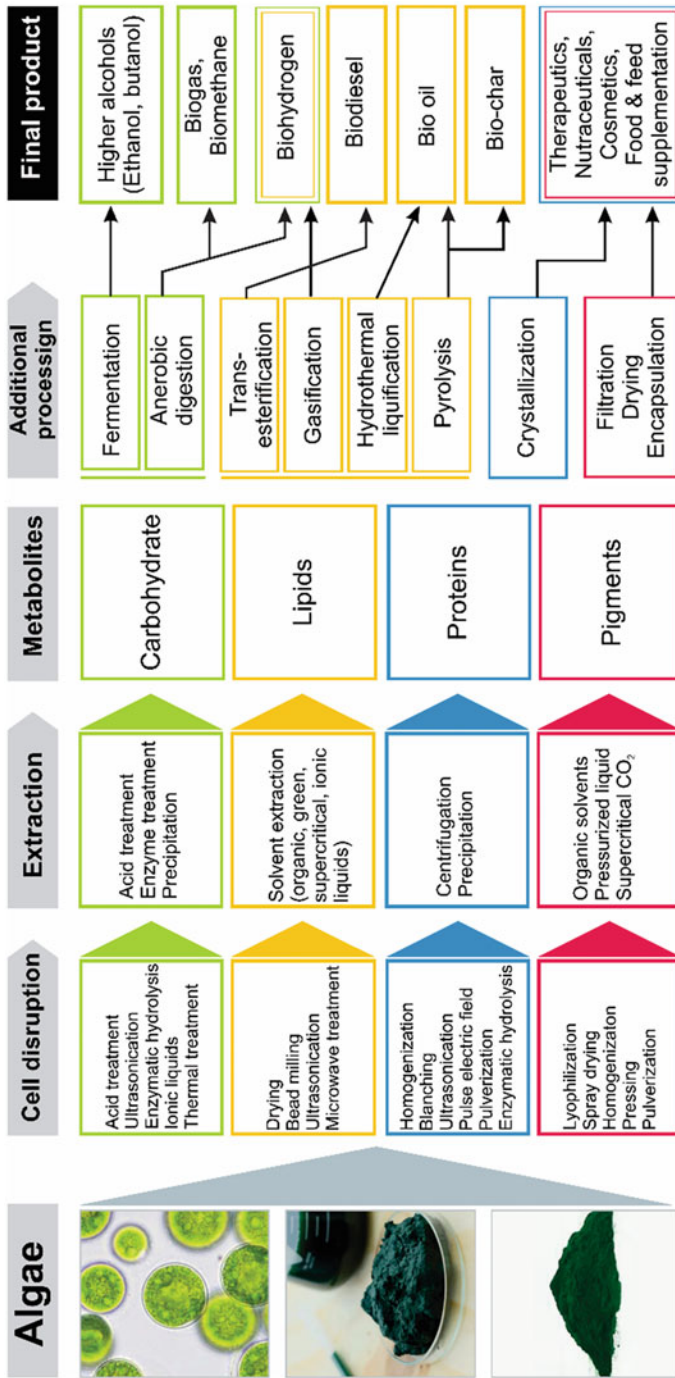 Algae
Cell disruption
Extraction
Metabolites
Additional
processign
Final product
Acid treatment
Ultrasonication
Enzymatic hydrolysis
Ionic liquids
Thermal treatment
Acid treatment
Enzyme treatment
Precipitation
Carbohydrate
Fermentation
Anerobic
digestion
Higher alcohols
(Ethanol, butanol)
Biogas,
Biomethane
Biohydrogen
Drying
Bead milling
Ultrasonication
Microwave treatment
Solvent extraction
(organic, green,
supercritical, ionic
liquids)
Lipids
Trans-
esterification
Gasification
Hydrothermal
liquification
Pyrolysis
Biodiesel
Bio oil
Bio-char
Homogenization
Blanching
Ultrasonication
Pulse electric field
Pulverization
Enzymatic hydrolysis
Centrifugation
Precipitation
Proteins
Crystallization
Therapeutics,
Nutraceuticals,
Cosmetics,
Food & feed
supplementation
Lyophilization
Spray drying
Homogenizaton
Pressing
Pulverization
Organic solvents
Pressurized liquid
Supercritical CO₂
Pigments
Filtration
Drying
Encapsulation